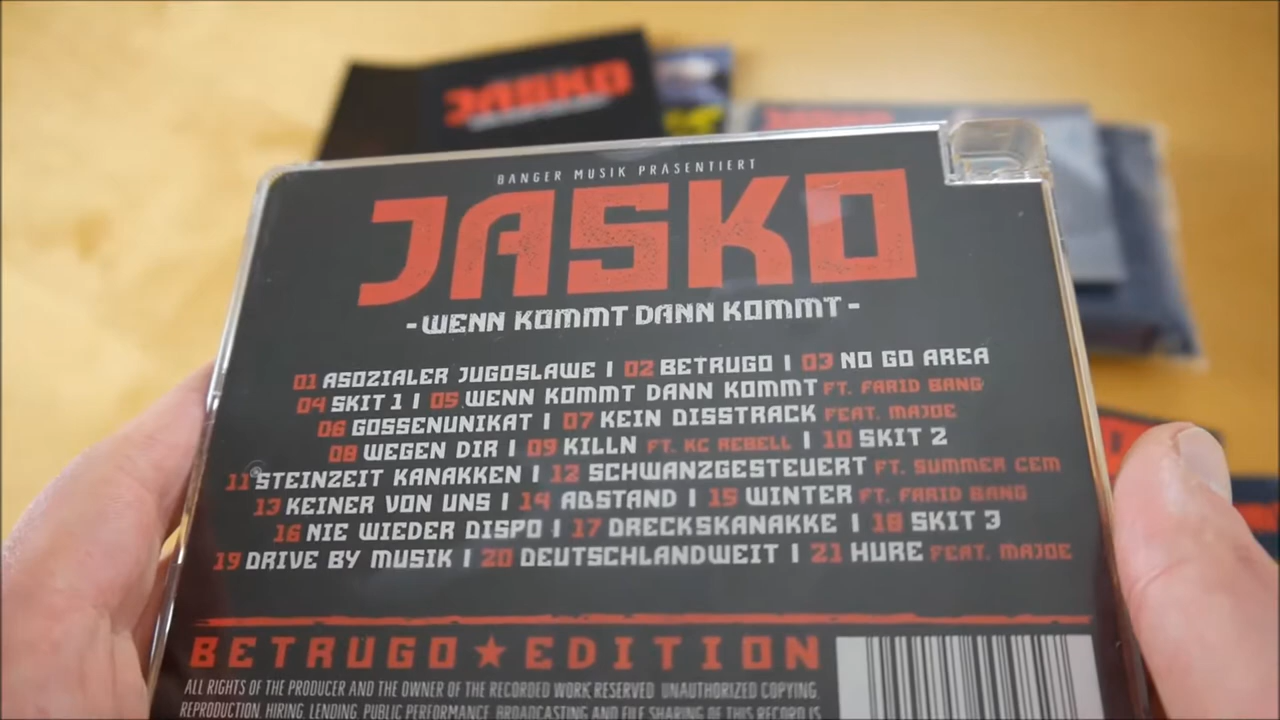 JASKO
BANGER MUSIK PRÄSENTIERT
JASKO
-WENN KOMMT DANN KOMMT-
01 ASOZIALER JUGOSLAWE | 02 BETRUGO | 03 NO GO AREA
04 SKIT 1 | 05 WENN KOMMT DANN KOMMT FT. FARID BANG
06 GOSSENUNIKAT | 07 KEIN DISSTRACK FEAT. MAJOE
08 WEGEN DIR | 09 KILLN FT. KC REBELL | 10 SKIT 2
11 STEINZEIT KANAKKEN | 12 SCHWANZGESTEUERT FT. SUMMER CEM
13 KEINER VON UNS | 14 ABSTAND | 15 WINTER FT. FARID BANG
16 NIE WIEDER DISPO | 17 DRECKSKANAKKE | 18 SKIT 3
19 DRIVE BY MUSIK | 20 DEUTSCHLANDWEIT | 21 HURE FEAT. MAJOE
BETRUGO★EDITION
ALL RIGHTS OF THE PRODUCER AND THE OWNER OF THE RECORDED WORK RESERVED. UNAUTHORIZED COPYING,
REPRODUCTION, HIRING, LENDING, PUBLIC PERFORMANCE, BROADCASTING AND FILE SHARING OF THIS RECORD IS